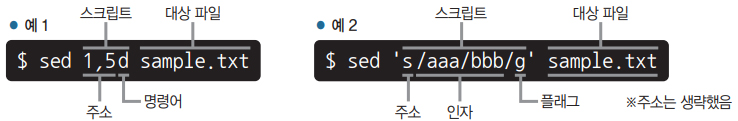 ● 예 1
스크립트
대상 파일
$ sed 1,5d sample.txt
주소
명령어
● 예 2
스크립트
대상 파일
$ sed 's/aaa/bbb/g' sample.txt
주소
인자
플래그
※주소는 생략했음